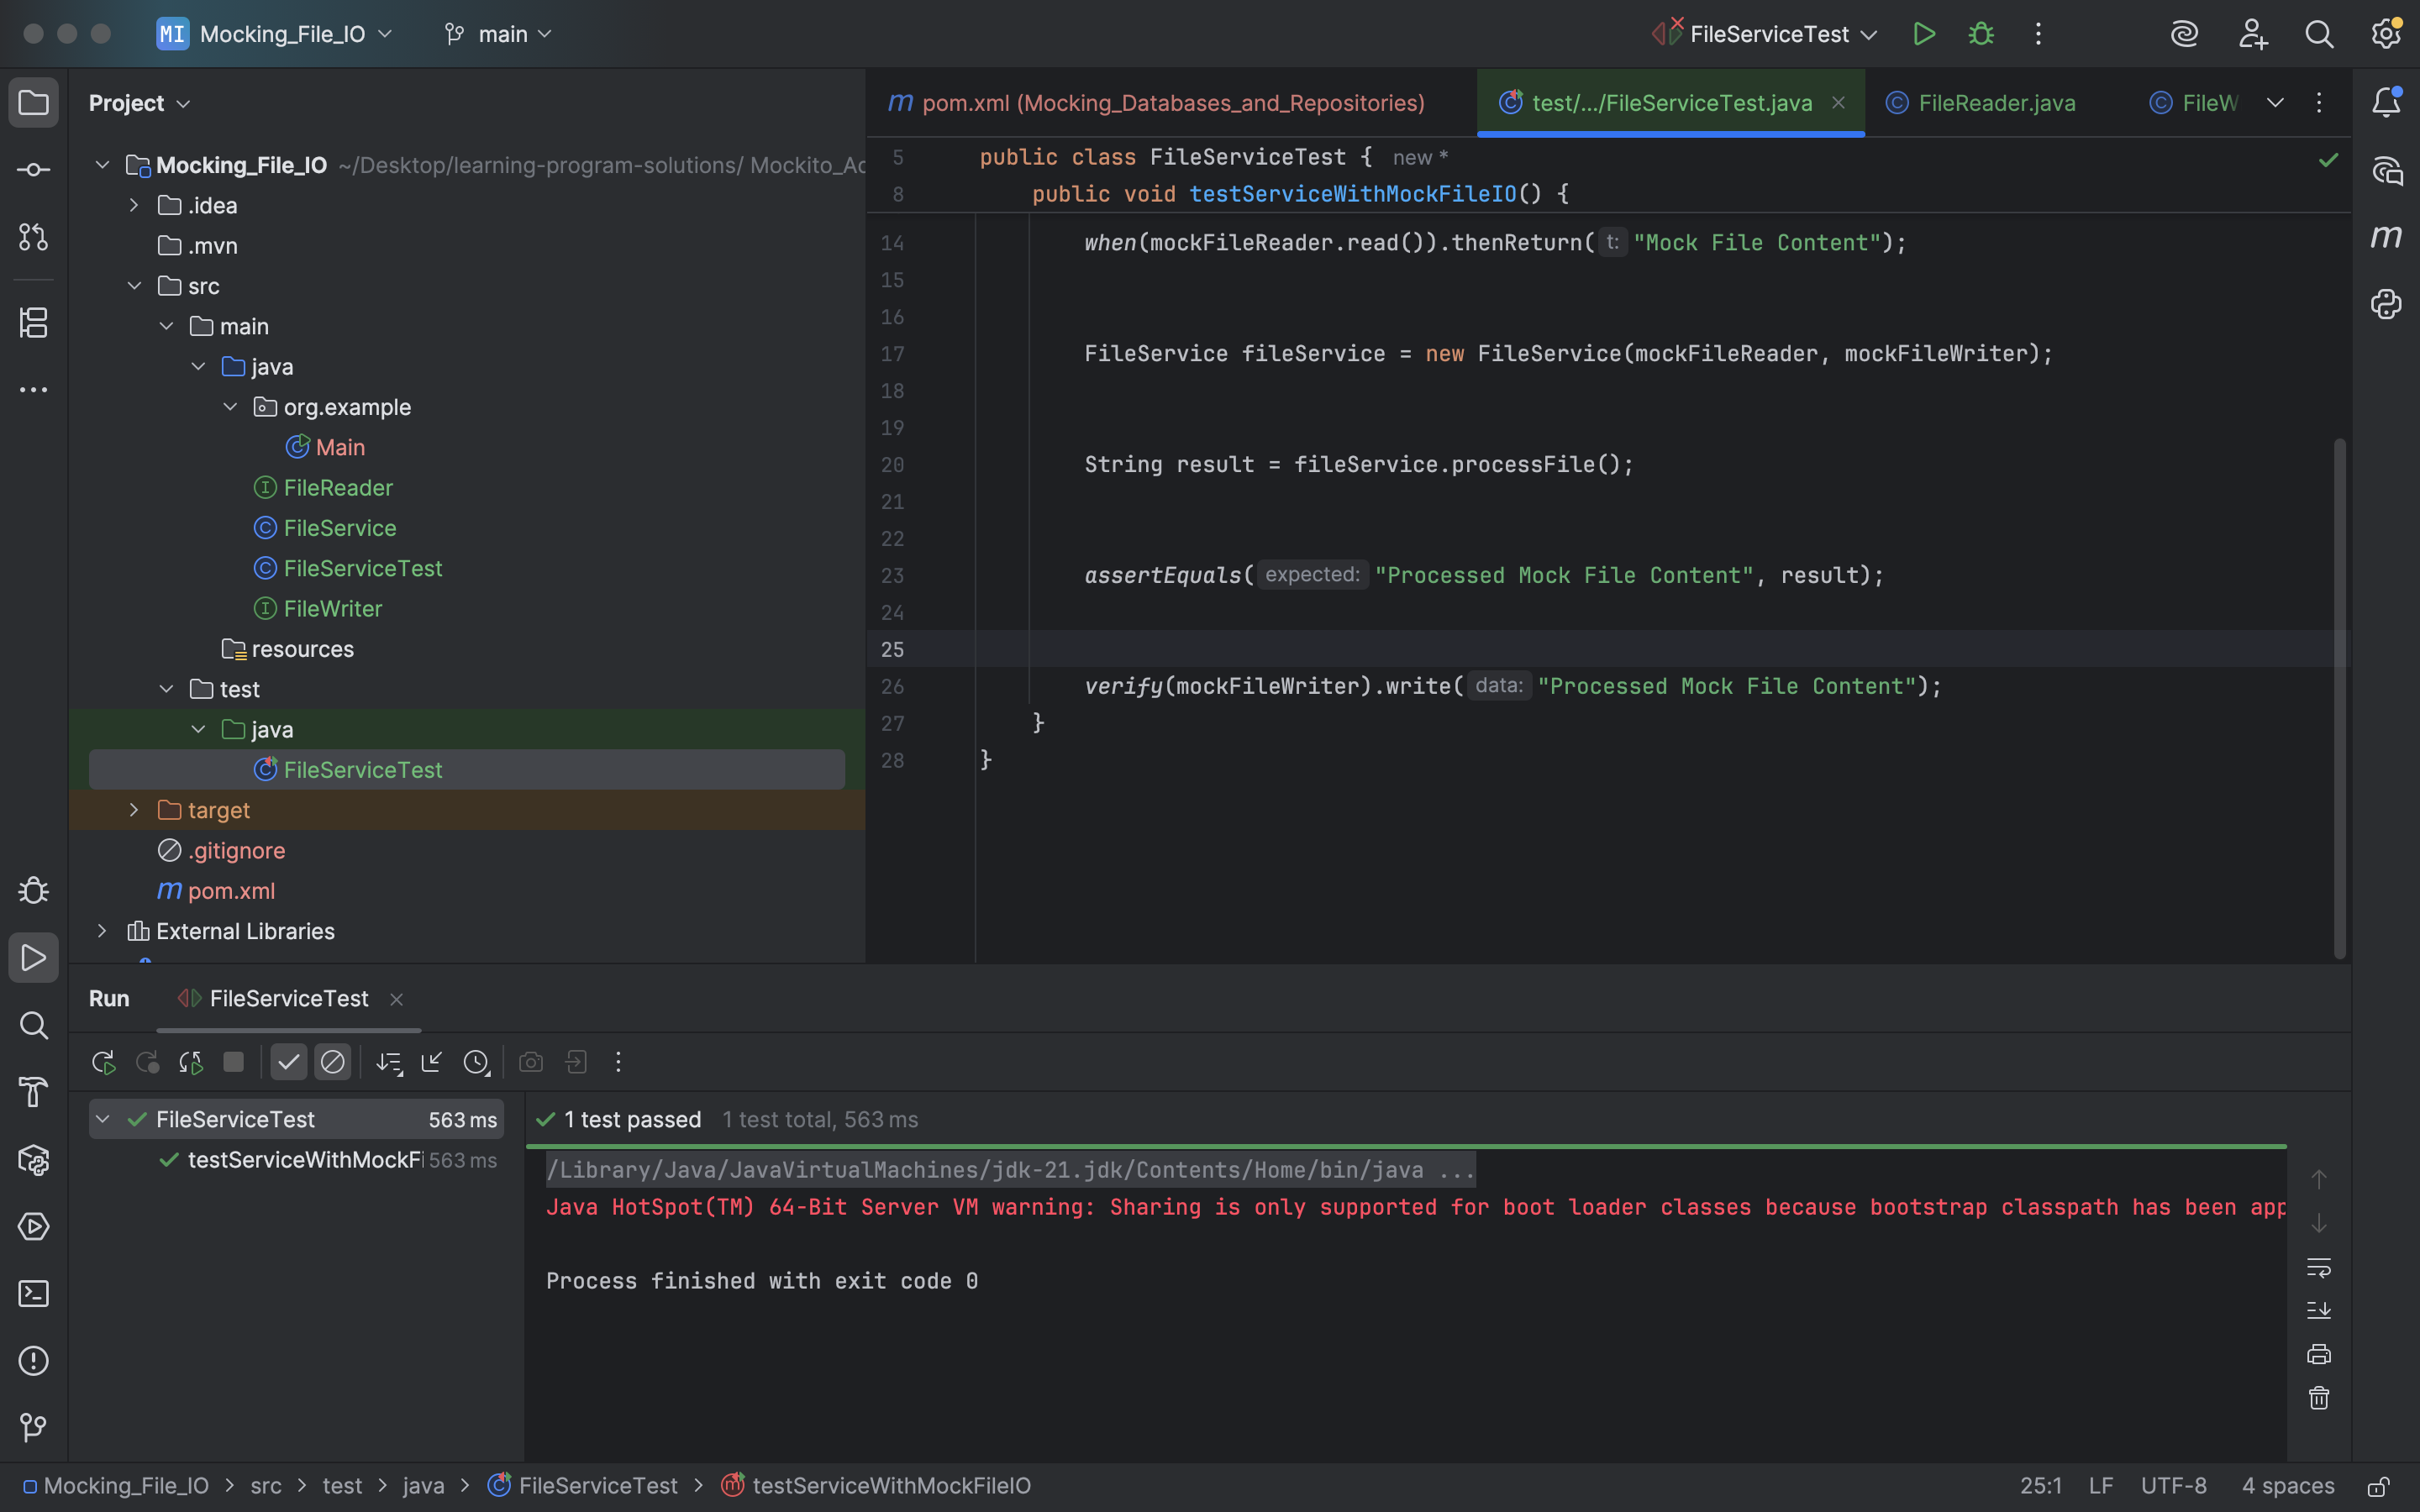 MI Mocking_File_IO main FileServiceTest
Project
pom.xml (Mocking_Databases_and_Repositories) test/.../FileServiceTest.java FileReader.java FileW
Mocking_File_IO ~/Desktop/learning-program-solutions/ Mockito_Ad
.idea
.mvn
src
main
java
org.example
Main
FileReader
FileService
FileServiceTest
FileWriter
resources
test
java
FileServiceTest
target
.gitignore
pom.xml
External Libraries
5 public class FileServiceTest { new *
8 public void testServiceWithMockFileIO() {
14 when(mockFileReader.read()).thenReturn( t: "Mock File Content");
15
16
17 FileService fileService = new FileService(mockFileReader, mockFileWriter);
18
19
20 String result = fileService.processFile();
21
22
23 assertEquals( expected: "Processed Mock File Content", result);
24
25
26 verify(mockFileWriter).write( data: "Processed Mock File Content");
27 }
28 }
Run FileServiceTest
FileServiceTest 563 ms
testServiceWithMockFi 563 ms
1 test passed 1 test total, 563 ms
/Library/Java/JavaVirtualMachines/jdk-21.jdk/Contents/Home/bin/java ...
Java HotSpot(TM) 64-Bit Server VM warning: Sharing is only supported for boot loader classes because bootstrap classpath has been app
Process finished with exit code 0
Mocking_File_IO > src > test > java > FileServiceTest > testServiceWithMockFileIO 25:1 LF UTF-8 4 spaces